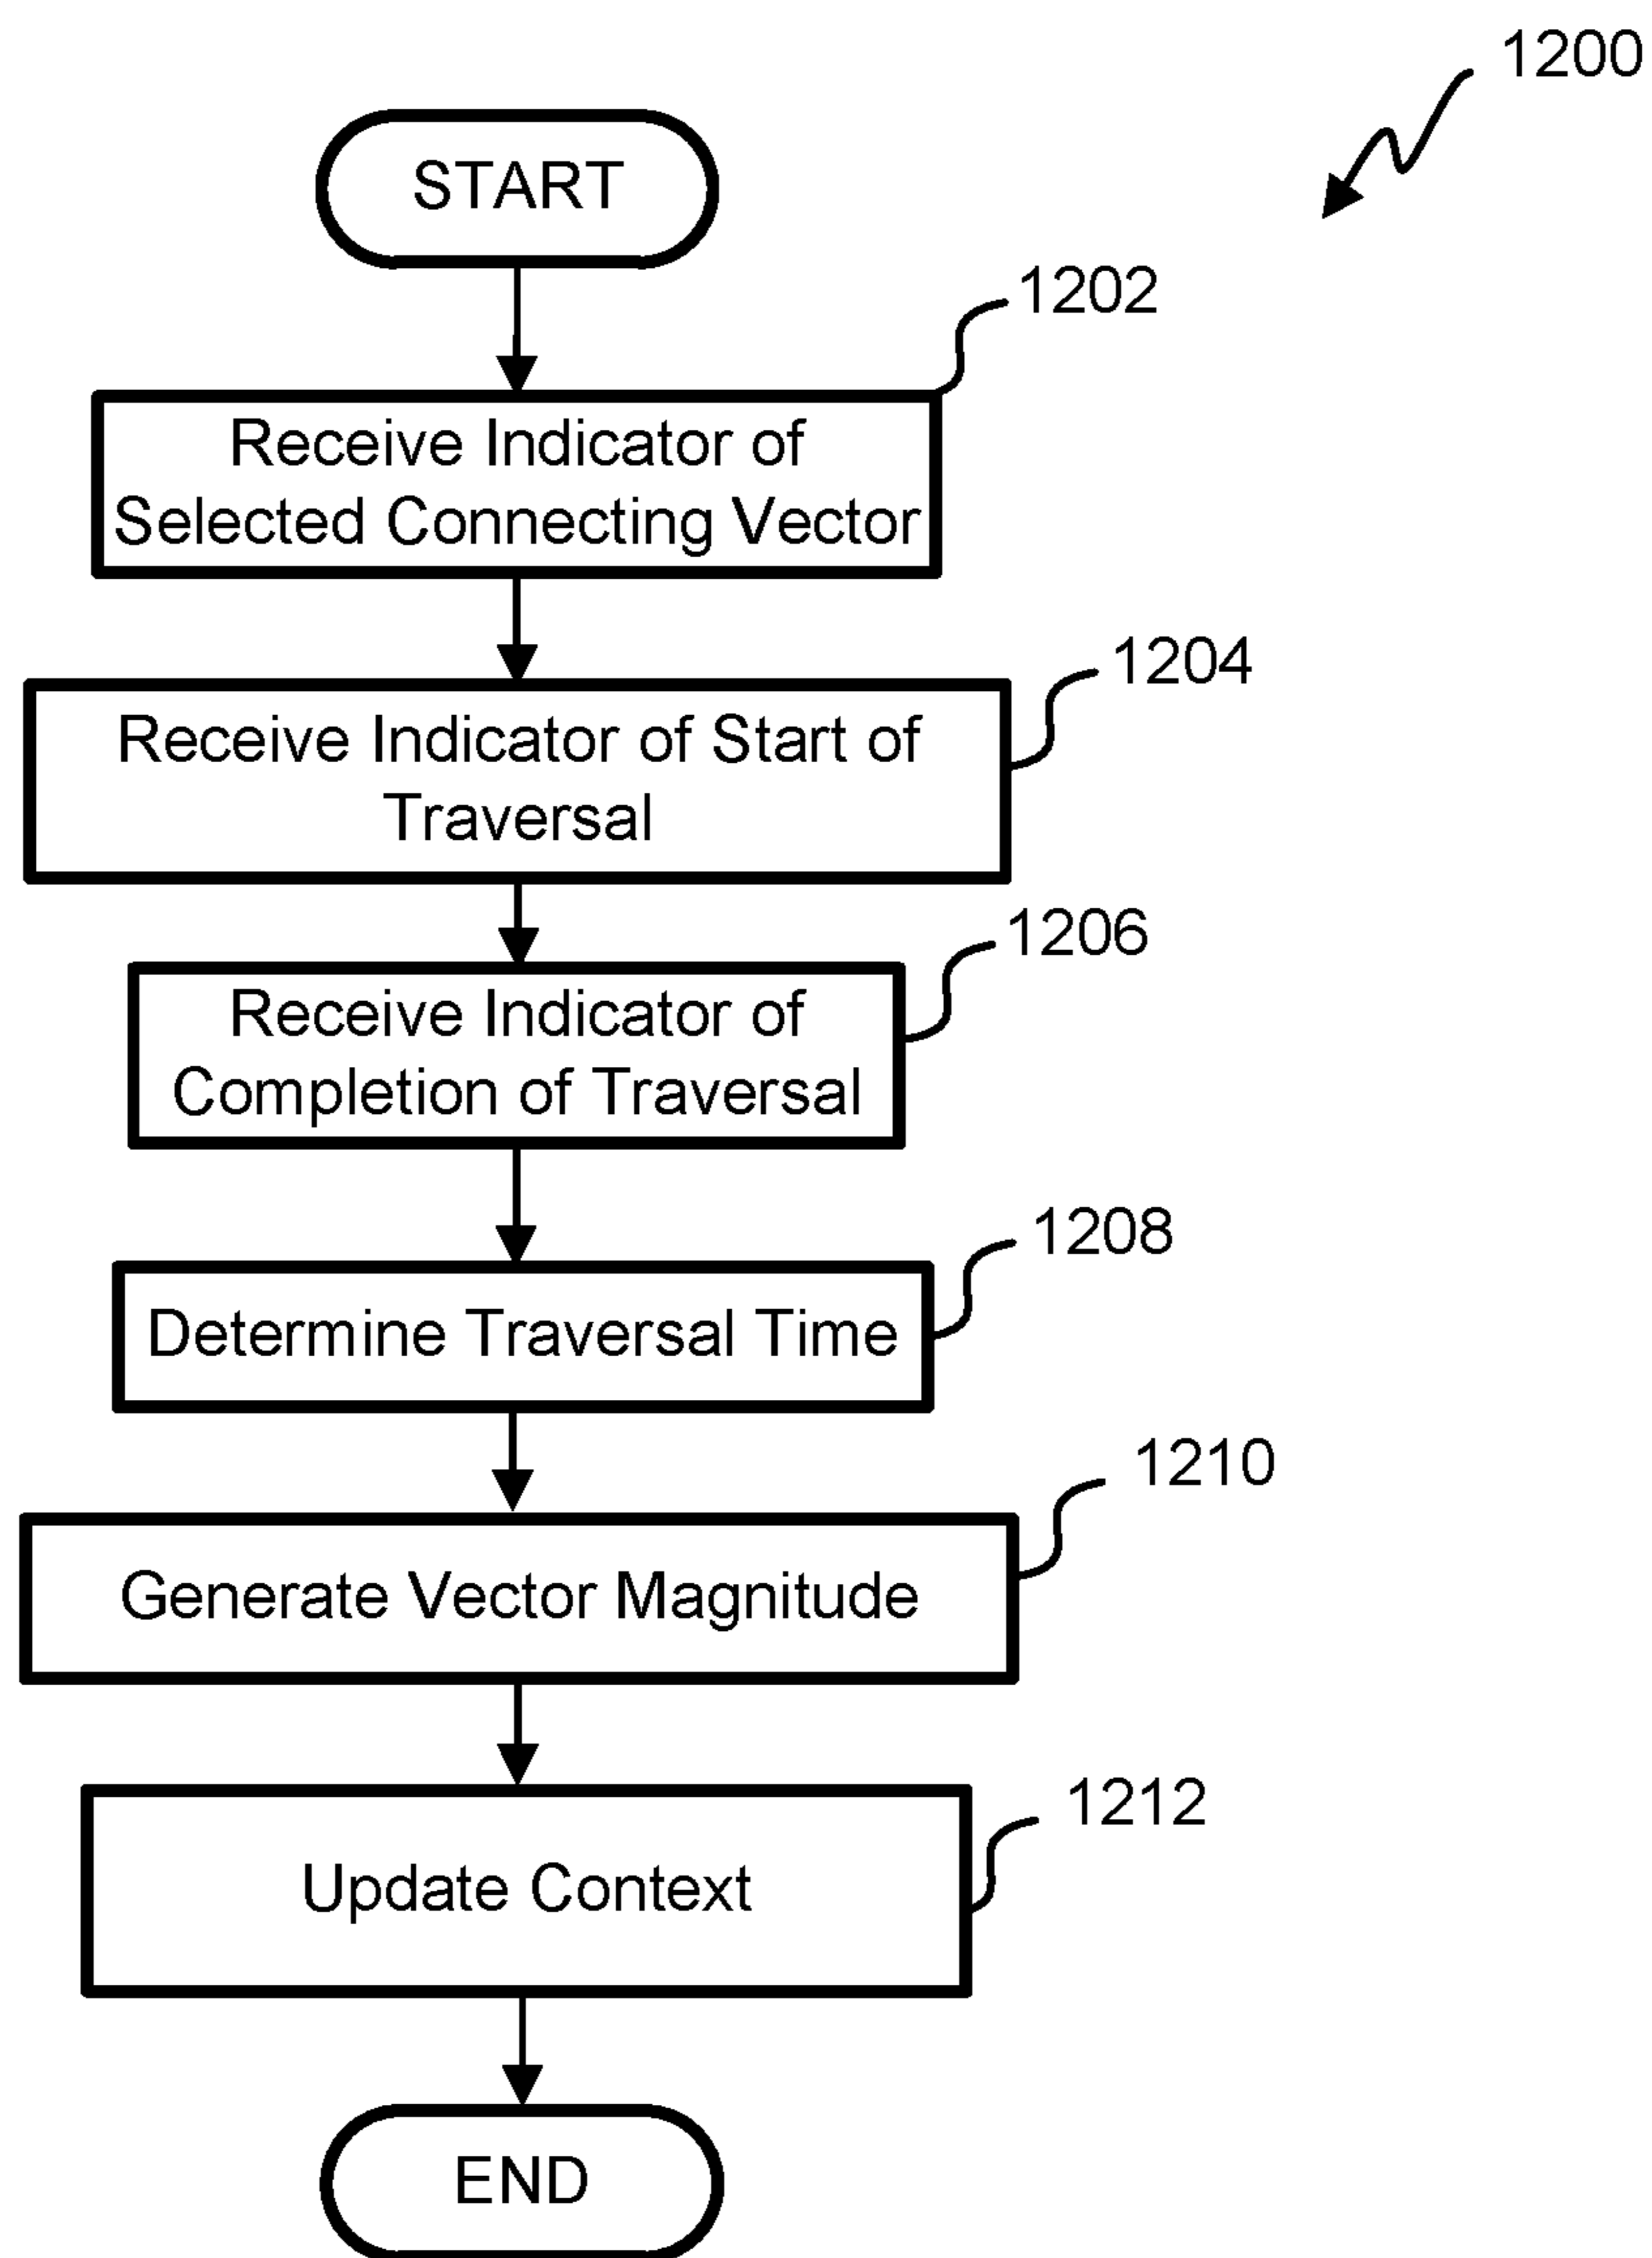 1200
START
1202
Receive Indicator of
Selected Connecting Vector
1204
Receive Indicator of Start of
Traversal
1206
Receive Indicator of
Completion of Traversal
1208
Determine Traversal Time
1210
Generate Vector Magnitude
1212
Update Context
END